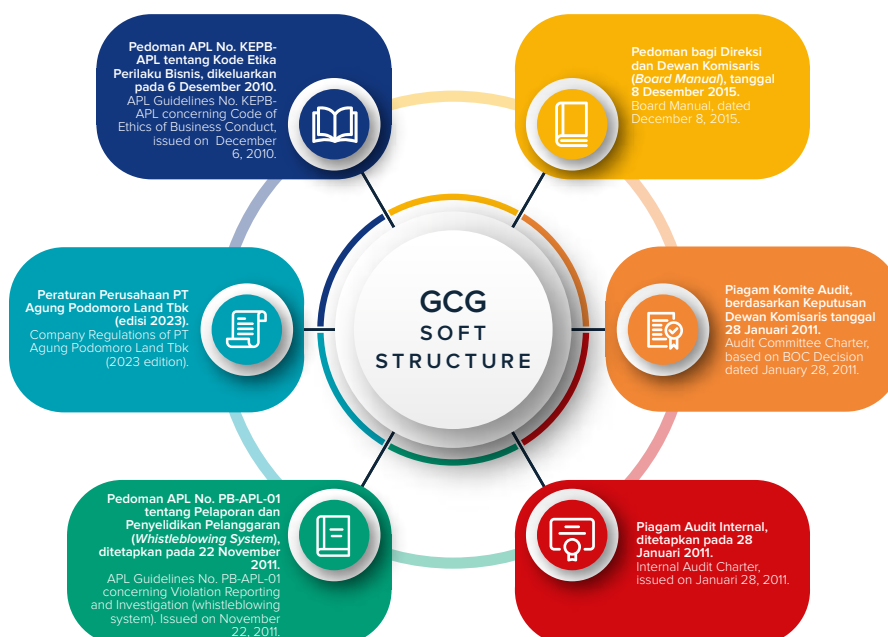 Pedoman APL No. KEPB-
APL tentang Kode Etika
Perilaku Bisnis, dikeluarkan
pada 6 Desember 2010.
APL Guidelines No. KEPB-
APL concerning Code of
Ethics of Business Conduct,
issued on December
6, 2010.
Pedoman bagi Direksi
dan Dewan Komisaris
(Board Manual), tanggal
8 Desember 2015.
Board Manual, dated
December 8, 2015.
Peraturan Perusahaan PT
Agung Podomoro Land Tbk
(edisi 2023).
Company Regulations of PT
Agung Podomoro Land Tbk
(2023 edition).
GCG
SOFT
STRUCTURE
Piagam Komite Audit,
berdasarkan Keputusan
Dewan Komisaris tanggal
28 Januari 2011.
Audit Committee Charter,
based on BOC Decision
dated January 28, 2011.
Pedoman APL No. PB-APL-01
tentang Pelaporan dan
Penyelidikan Pelanggaran
(Whistleblowing System),
ditetapkan pada 22 November
2011.
APL Guidelines No. PB-APL-01
concerning Violation Reporting
and Investigation (whistleblowing
system). Issued on November
22, 2011.
Piagam Audit Internal,
ditetapkan pada 28
Januari 2011.
Internal Audit Charter,
issued on Januari 28, 2011.